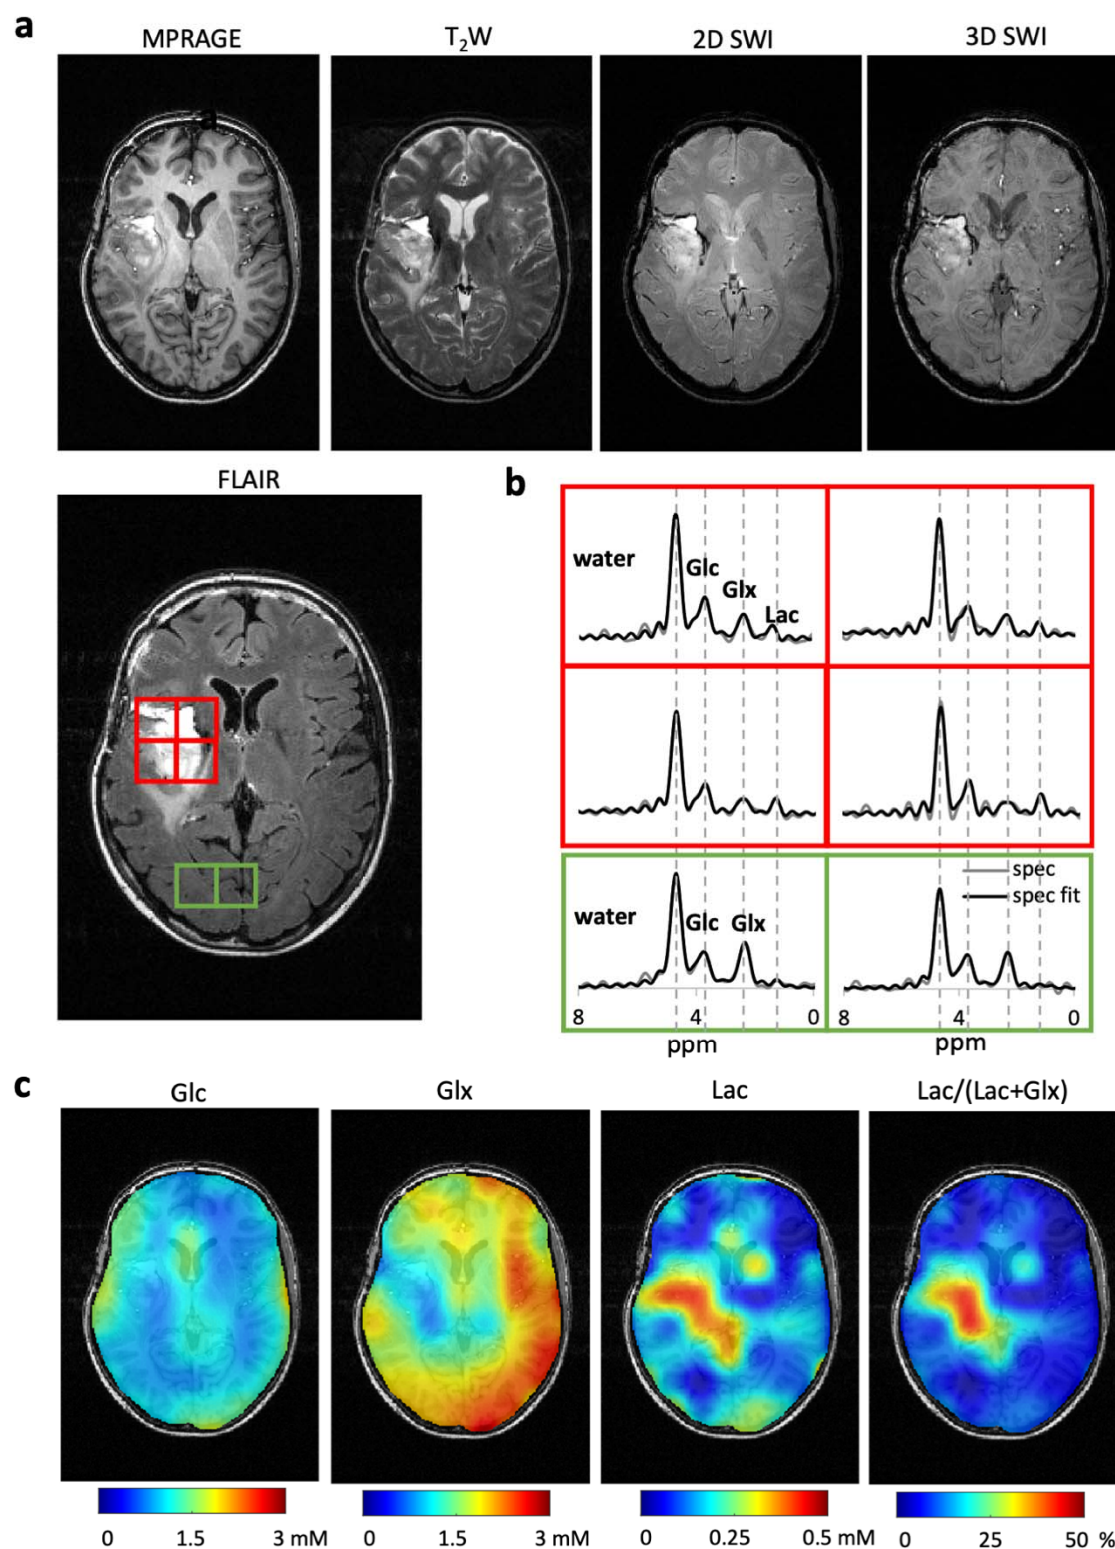 a
MPRAGE
T₂W
2D SWI
3D SWI
a
FLAIR
b
water
Glc
Glx
Lac
water
Glc
Glx
spec
spec fit
8
4
0
8
4
0
ppm
ppm
c
Glc
Glx
Lac
Lac/(Lac+Glx)
0
1.5
3 mM
0
1.5
3 mM
0
0.25
0.5 mM
0
25
50 %